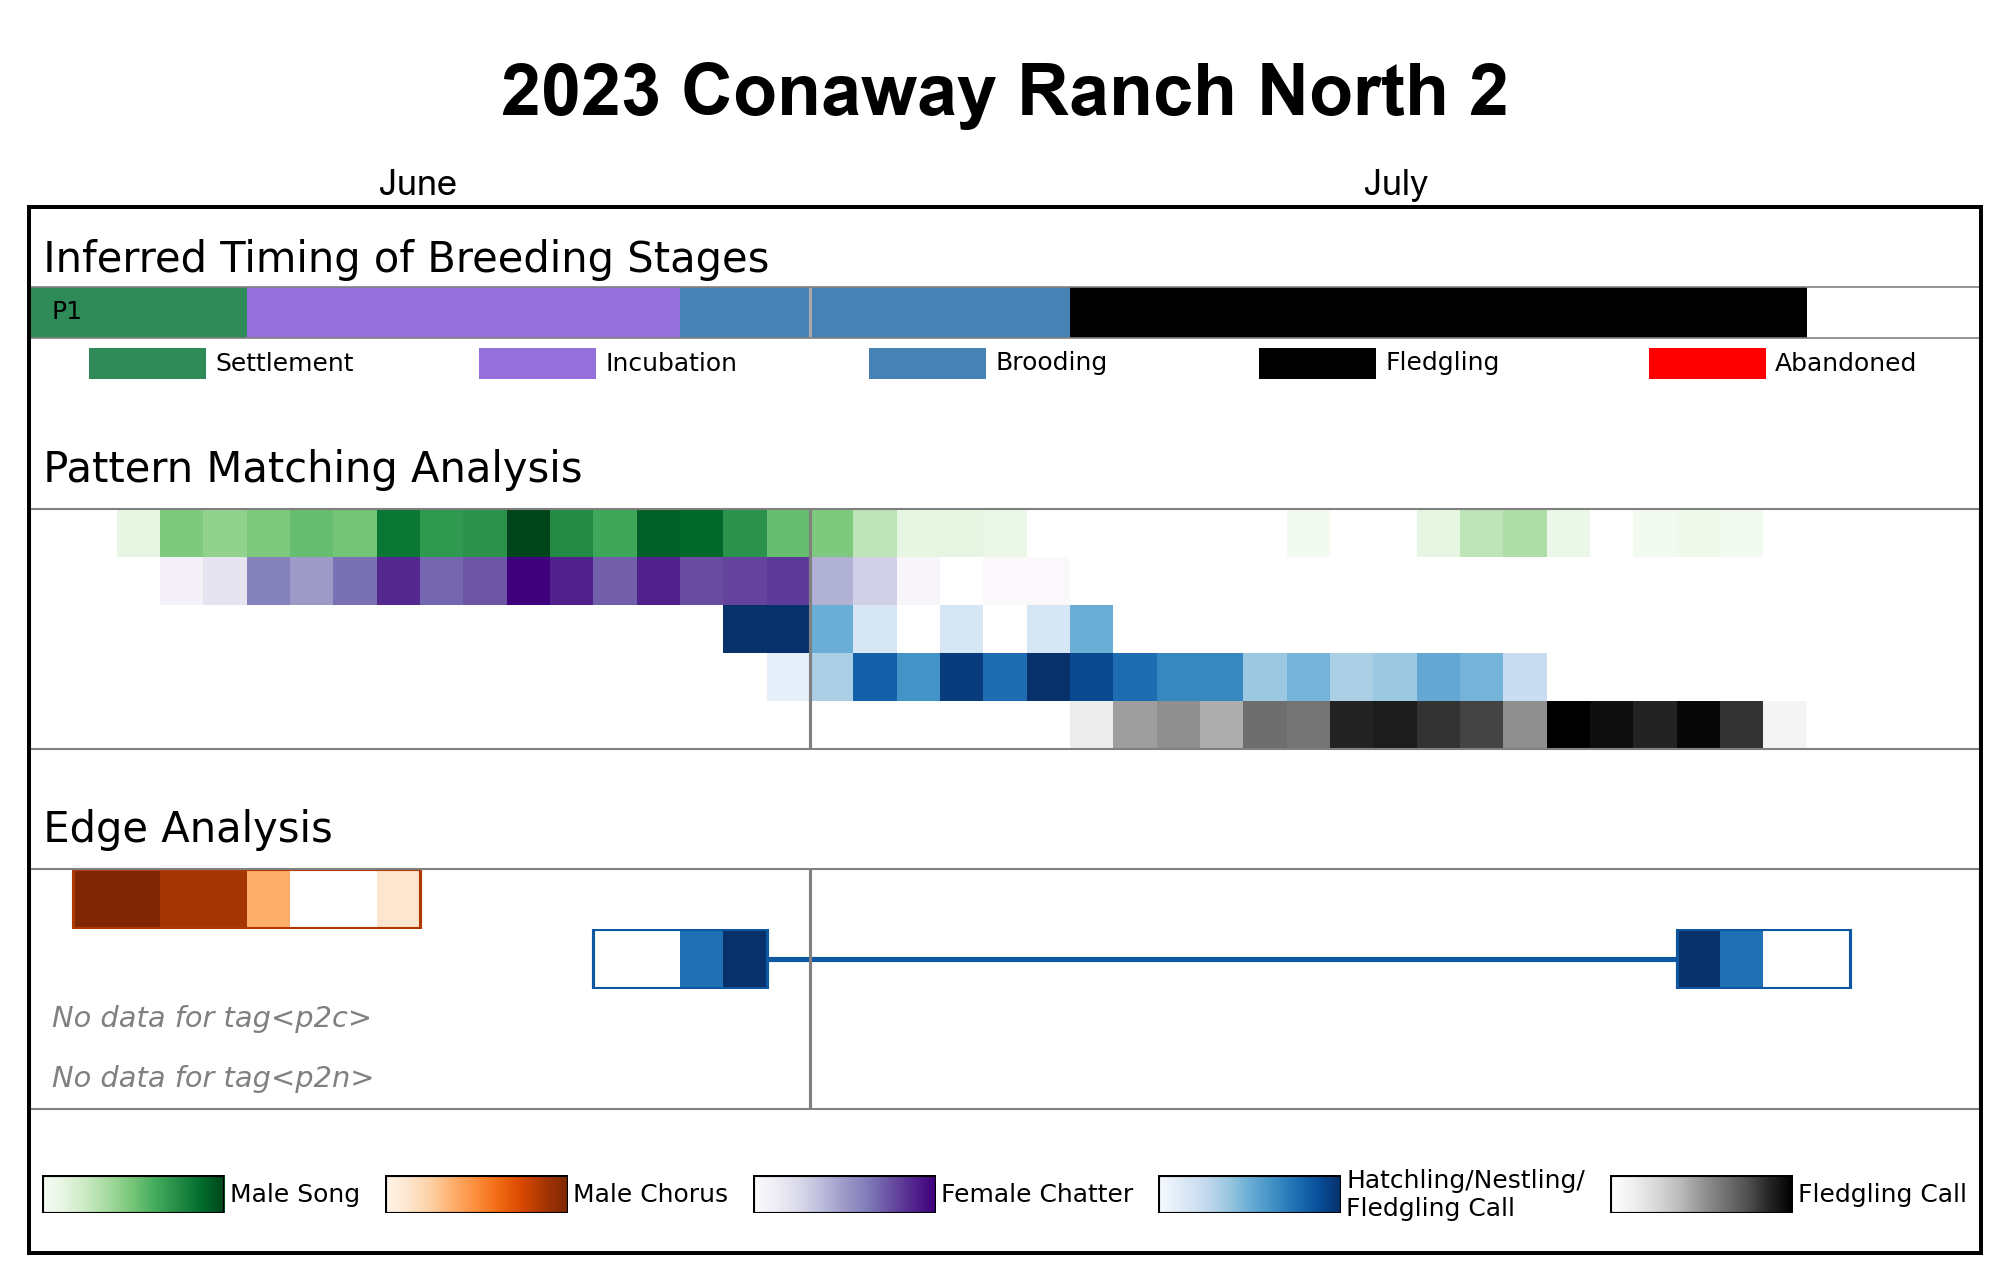 2023 Conaway Ranch North 2
June
July
Inferred Timing of Breeding Stages
P1
Settlement
Incubation
Brooding
Fledgling
Abandoned
Pattern Matching Analysis
Edge Analysis
No data for tag<p2c>
No data for tag<p2n>
Male Song
Male Chorus
Female Chatter
Hatchling/Nestling/
Fledgling Call
Fledgling Call